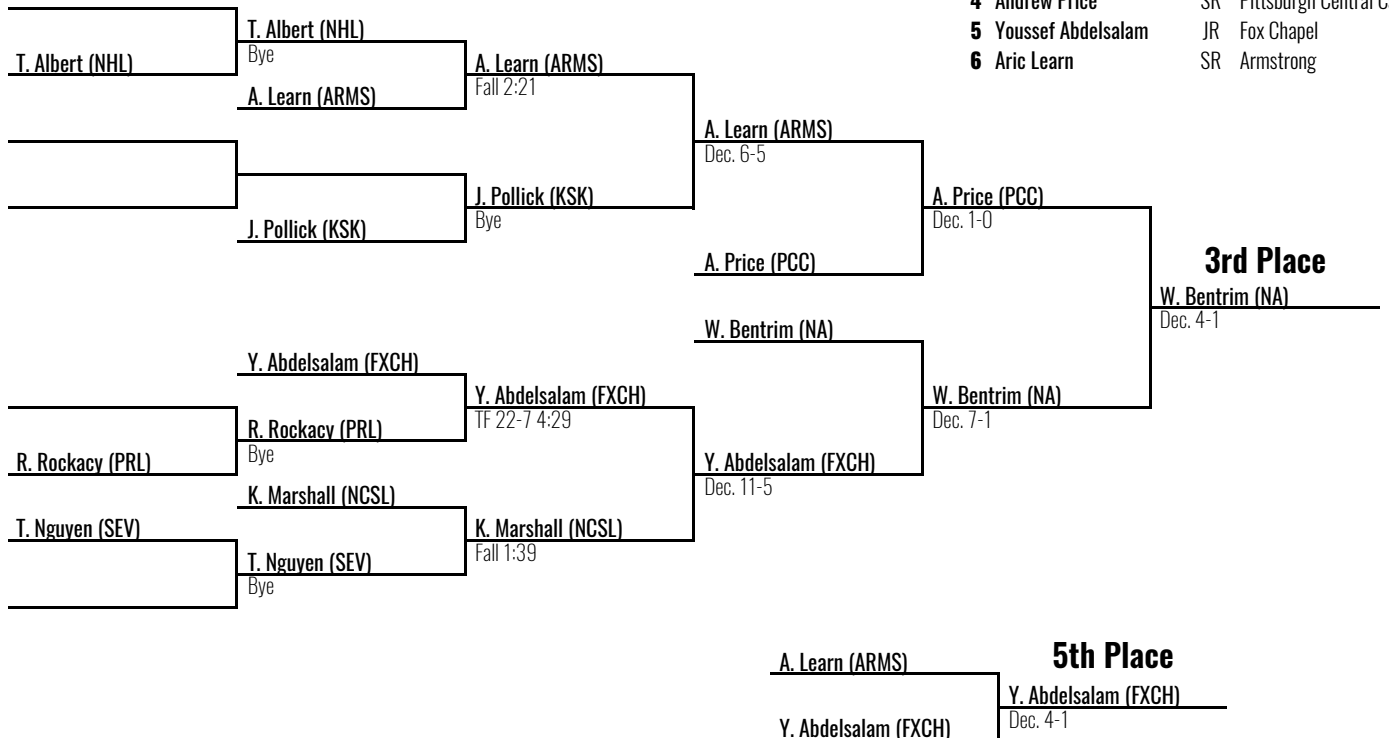 4 Andrew Price SR Pittsburgh Central C
5 Youssef Abdelsalam JR Fox Chapel
6 Aric Learn SR Armstrong
T. Albert (NHL)
T. Albert (NHL)
Bye
A. Learn (ARMS)
A. Learn (ARMS)
Fall 2:21
A. Learn (ARMS)
Dec. 6-5
J. Pollick (KSK)
J. Pollick (KSK)
Bye
A. Price (PCC)
A. Price (PCC)
Dec. 1-0
3rd Place
W. Bentrim (NA)
Dec. 4-1
W. Bentrim (NA)
W. Bentrim (NA)
Dec. 7-1
Y. Abdelsalam (FXCH)
Y. Abdelsalam (FXCH)
TF 22-7 4:29
R. Rockacy (PRL)
R. Rockacy (PRL)
Bye
Y. Abdelsalam (FXCH)
Dec. 11-5
K. Marshall (NCSL)
K. Marshall (NCSL)
Fall 1:39
T. Nguyen (SEV)
T. Nguyen (SEV)
Bye
5th Place
A. Learn (ARMS)
Y. Abdelsalam (FXCH)
Dec. 4-1
Y. Abdelsalam (FXCH)